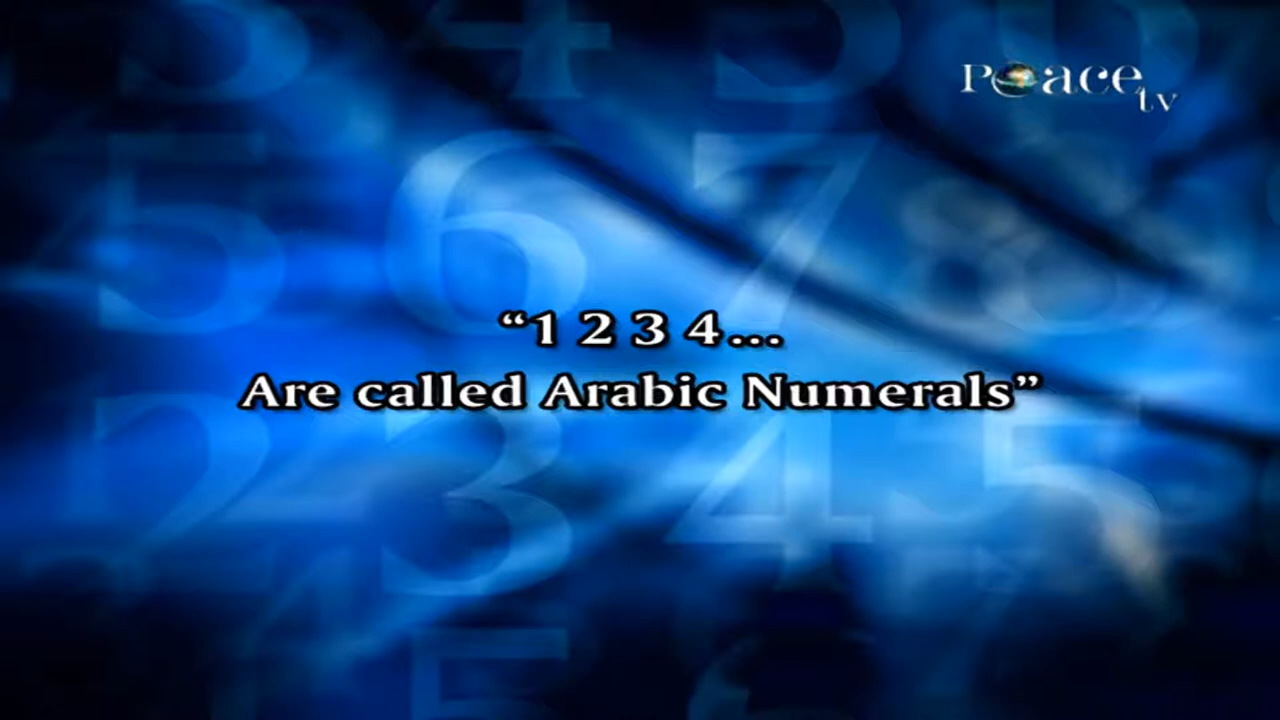 Peace tv
“1 2 3 4...
Are called Arabic Numerals”